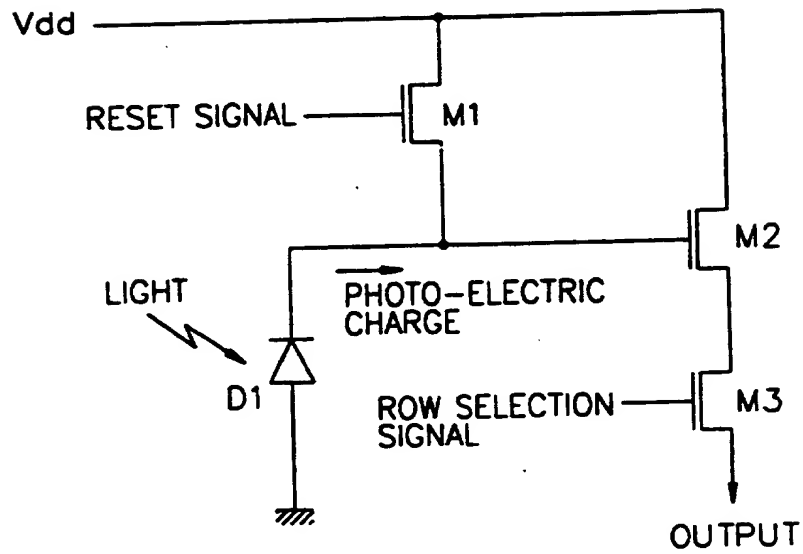 Vdd
RESET SIGNAL
M1
M2
LIGHT
PHOTO-ELECTRIC
CHARGE
D1
ROW SELECTION
SIGNAL
M3
OUTPUT